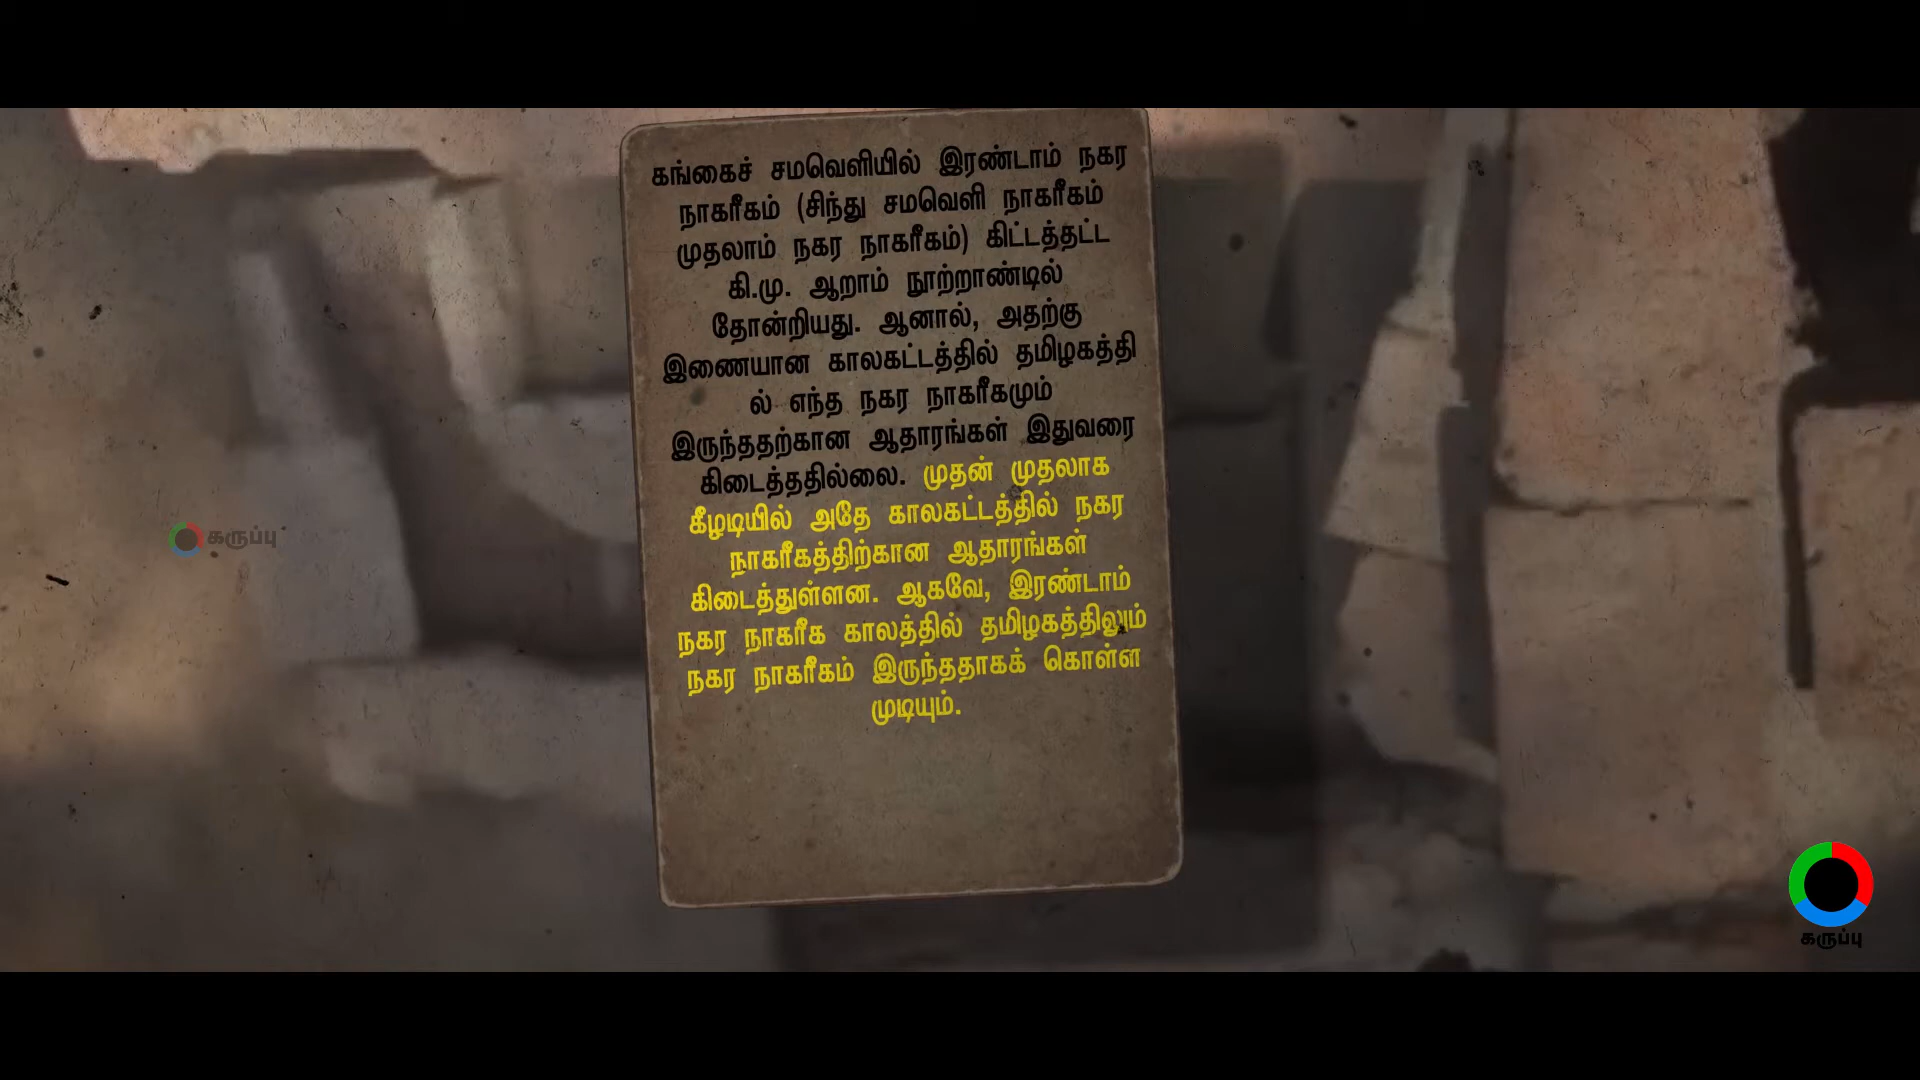 கங்கைச் சமவெளியில் இரண்டாம் நகர
நாகரீகம் (சிந்து சமவெளி நாகரீகம்
முதலாம் நகர நாகரீகம்) கிட்டத்தட்ட
கி.மு. ஆறாம் நூற்றாண்டில்
தோன்றியது. ஆனால், அதற்கு
இணையான காலகட்டத்தில் தமிழகத்தி
ல் எந்த நகர நாகரீகமும்
இருந்ததற்கான ஆதாரங்கள் இதுவரை
கிடைத்ததில்லை. முதன் முதலாக
கீழடியில் அதே காலகட்டத்தில் நகர
நாகரீகத்திற்கான ஆதாரங்கள்
கிடைத்துள்ளன. ஆகவே, இரண்டாம்
நகர நாகரீக காலத்தில் தமிழகத்திலும்
நகர நாகரீகம் இருந்ததாகக் கொள்ள
முடியும்.
கருப்பு
கருப்பு